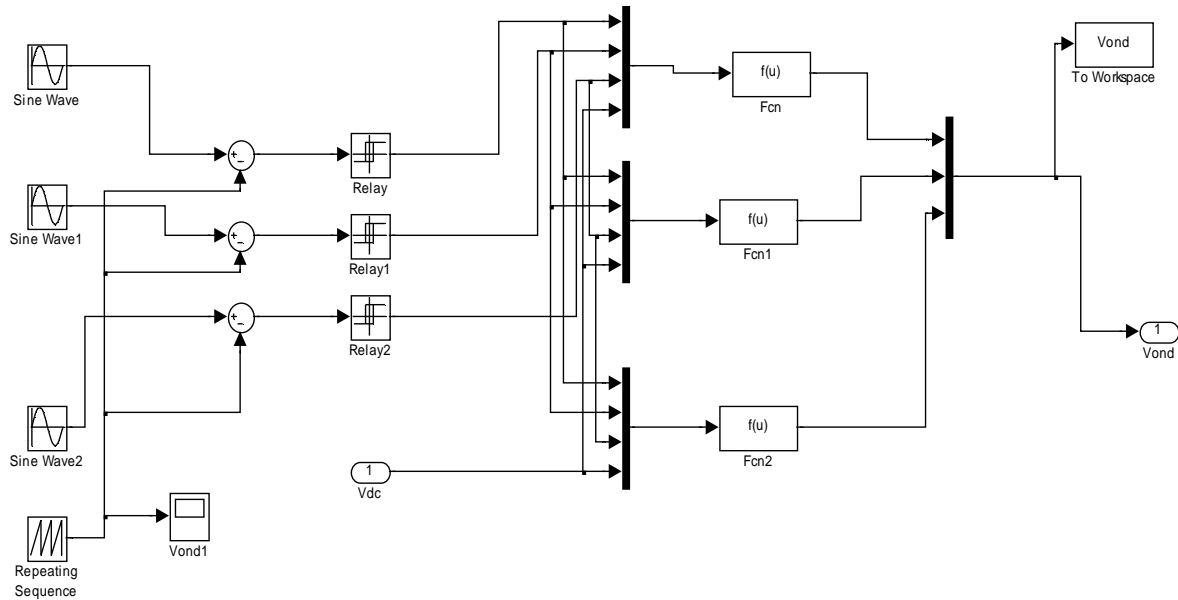 Vond
To Workspace
f(u)
Fcn
Sine Wave
+
-
Relay
Sine Wave1
+
-
Relay1
f(u)
Fcn1
+
-
Relay2
1
Vond
Sine Wave2
f(u)
Fcn2
1
Vdc
Vond1
Repeating
Sequence